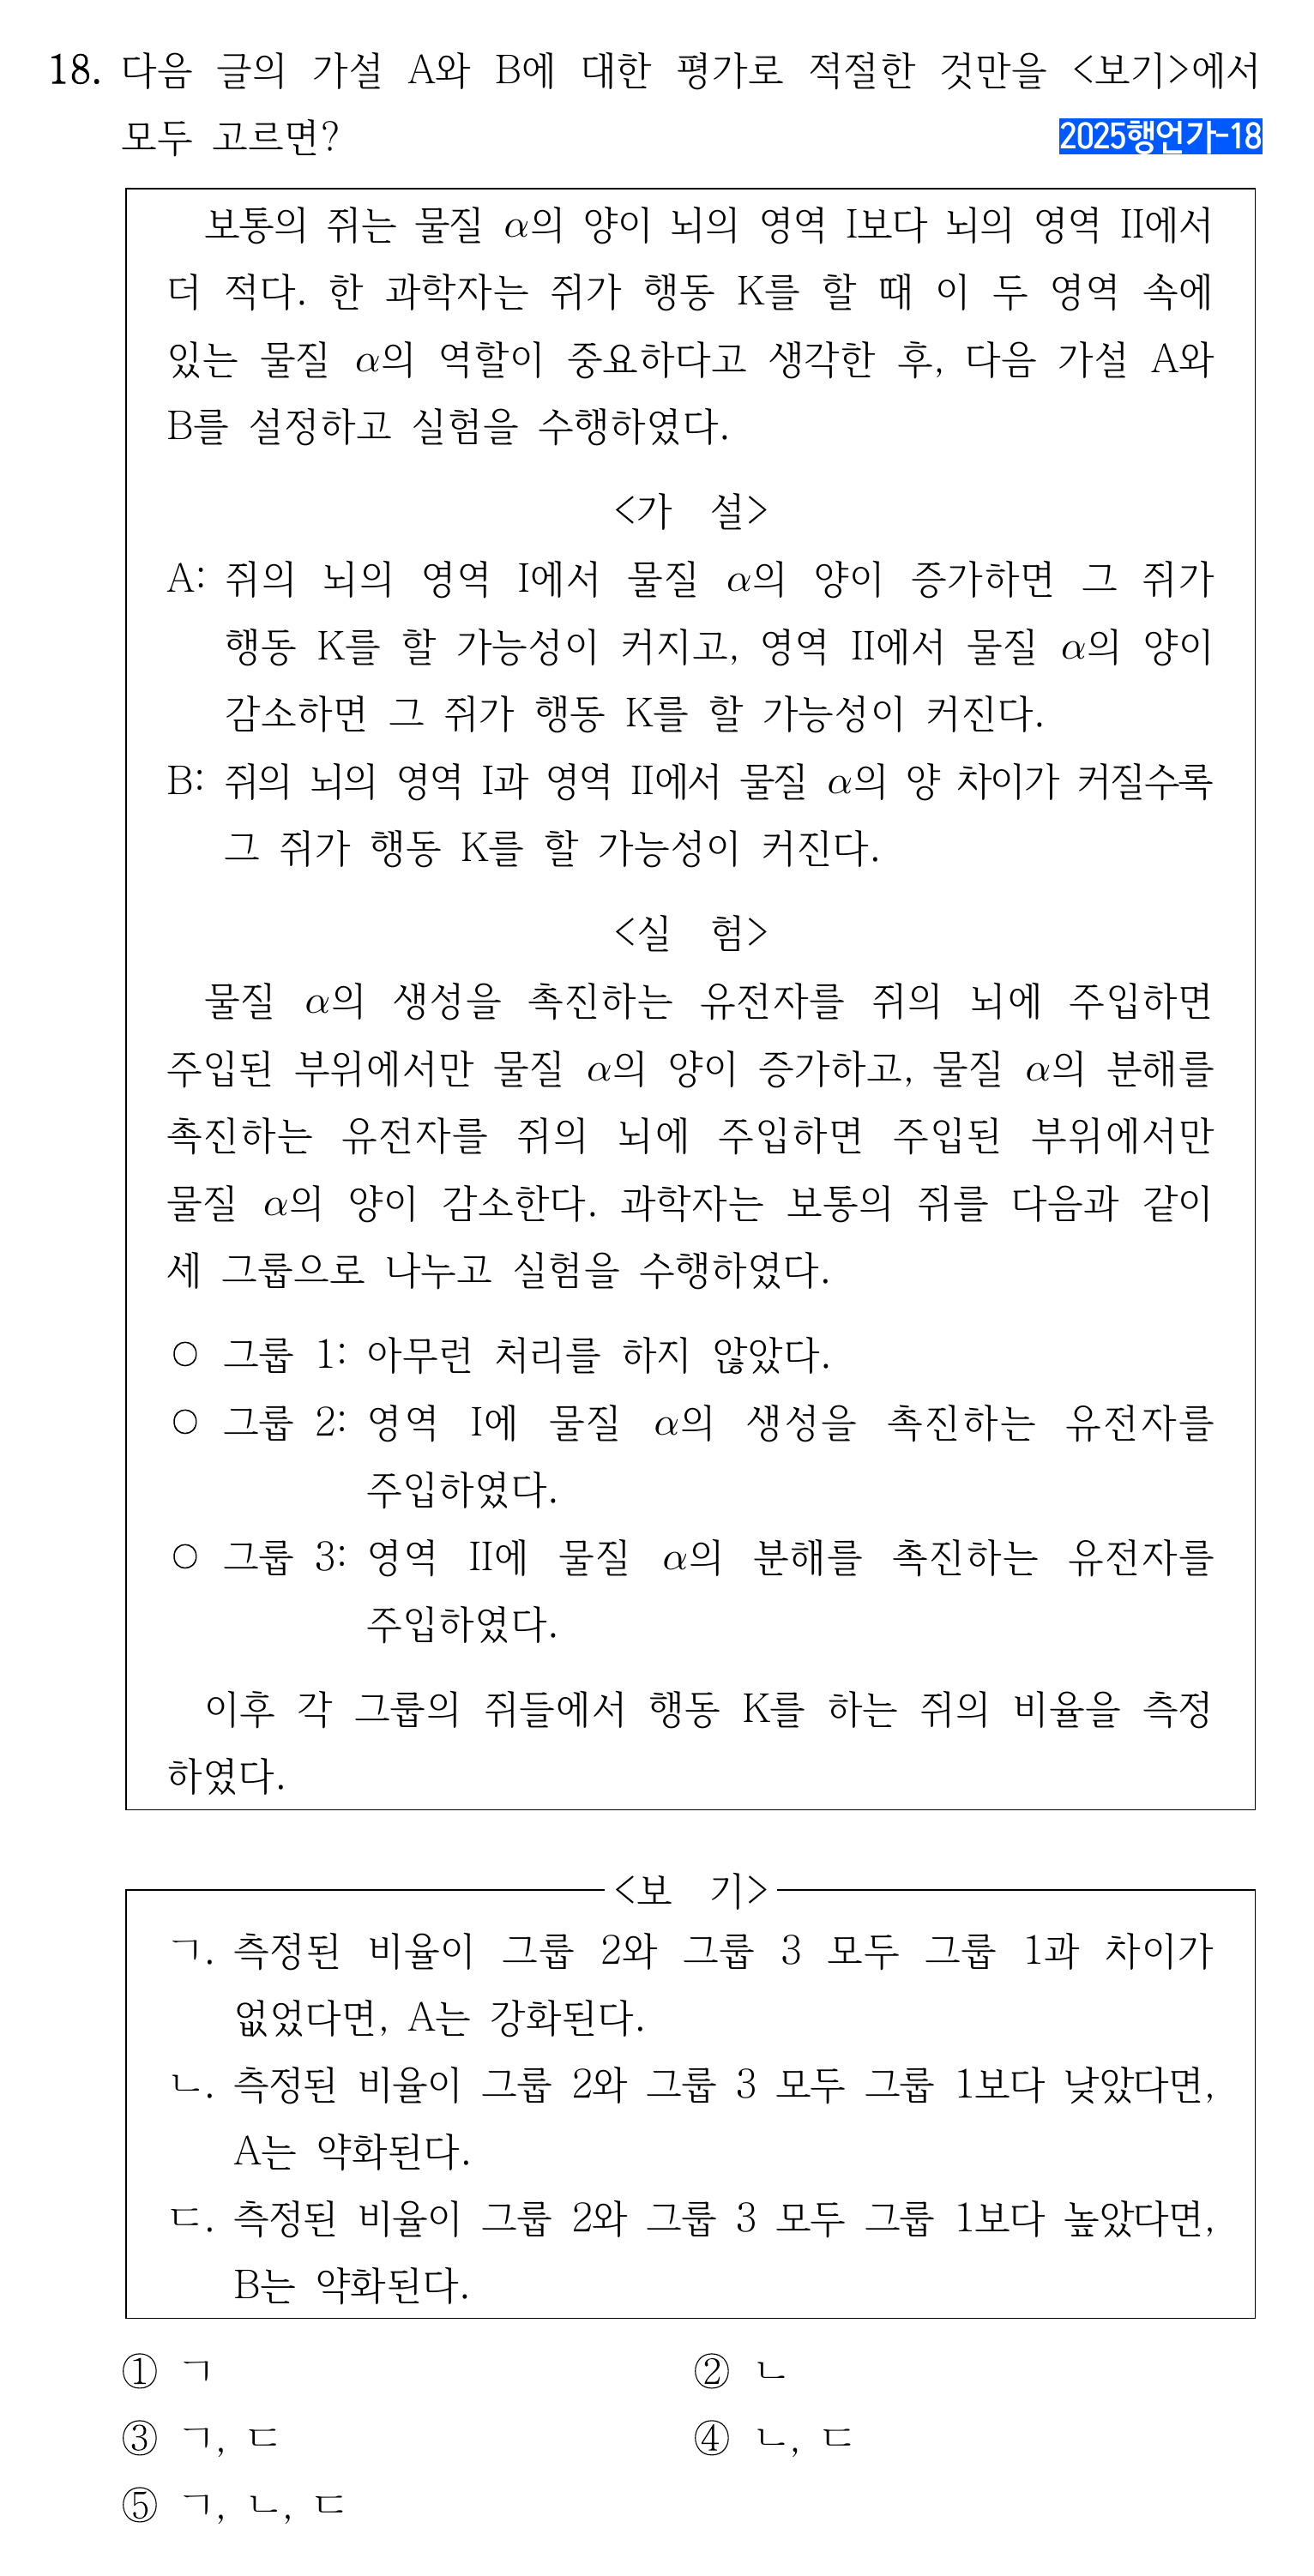 18. 다음 글의 가설 A와 B에 대한 평가로 적절한 것만을 <보기>에서
모두 고르면?
2025행언가-18
보통의 쥐는 물질 α의 양이 뇌의 영역 I보다 뇌의 영역 II에서
더 적다. 한 과학자는 쥐가 행동 K를 할 때 이 두 영역 속에
있는 물질 α의 역할이 중요하다고 생각한 후, 다음 가설 A와
B를 설정하고 실험을 수행하였다.
<가 설>
A: 쥐의 뇌의 영역 I에서 물질 α의 양이 증가하면 그 쥐가
행동 K를 할 가능성이 커지고, 영역 II에서 물질 α의 양이
감소하면 그 쥐가 행동 K를 할 가능성이 커진다.
B: 쥐의 뇌의 영역 I과 영역 II에서 물질 α의 양 차이가 커질수록
그 쥐가 행동 K를 할 가능성이 커진다.
<실 험>
물질 α의 생성을 촉진하는 유전자를 쥐의 뇌에 주입하면
주입된 부위에서만 물질 α의 양이 증가하고, 물질 α의 분해를
촉진하는 유전자를 쥐의 뇌에 주입하면 주입된 부위에서만
물질 α의 양이 감소한다. 과학자는 보통의 쥐를 다음과 같이
세 그룹으로 나누고 실험을 수행하였다.
○ 그룹 1: 아무런 처리를 하지 않았다.
○ 그룹 2: 영역 I에 물질 α의 생성을 촉진하는 유전자를
주입하였다.
○ 그룹 3: 영역 II에 물질 α의 분해를 촉진하는 유전자를
주입하였다.
이후 각 그룹의 쥐들에서 행동 K를 하는 쥐의 비율을 측정
하였다.
<보 기>
ㄱ. 측정된 비율이 그룹 2와 그룹 3 모두 그룹 1과 차이가
없었다면, A는 강화된다.
ㄴ. 측정된 비율이 그룹 2와 그룹 3 모두 그룹 1보다 낮았다면,
A는 약화된다.
ㄷ. 측정된 비율이 그룹 2와 그룹 3 모두 그룹 1보다 높았다면,
B는 약화된다.
① ㄱ ② ㄴ
③ ㄱ, ㄷ ④ ㄴ, ㄷ
⑤ ㄱ, ㄴ, ㄷ